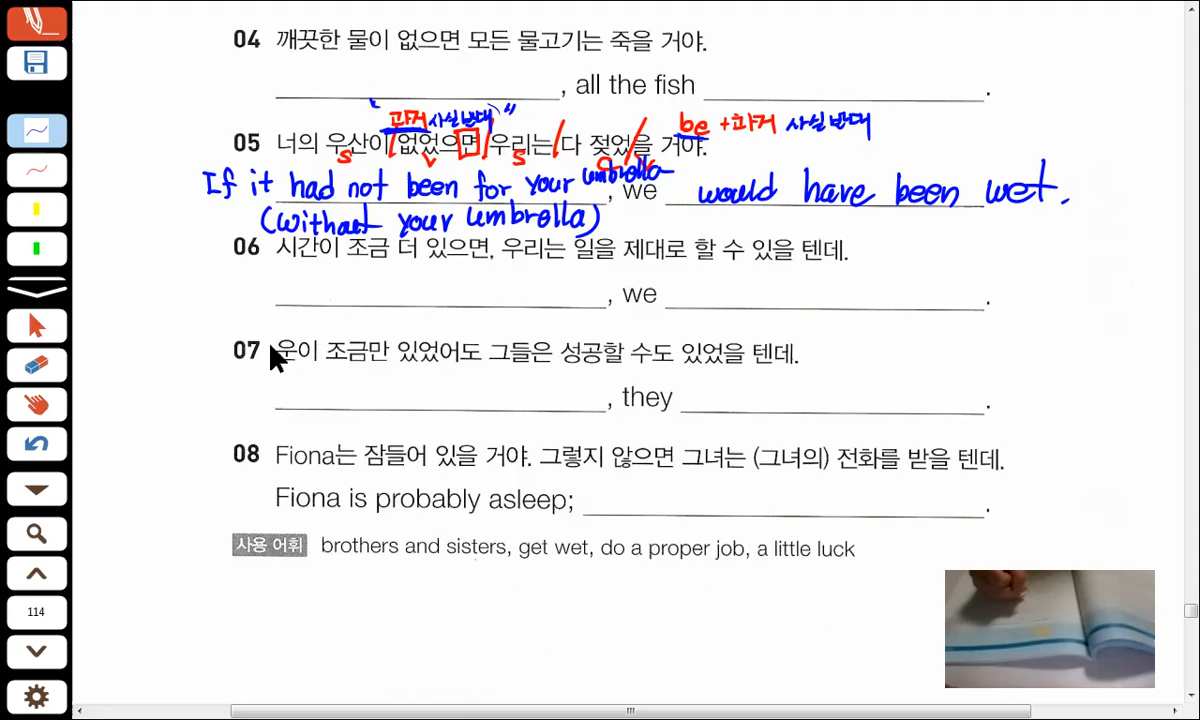 04 깨끗한 물이 없으면 모든 물고기는 죽을 거야.
, all the fish .
" 과거 사실반대 " be + 과거 사실반대
05 너의 우산이 없었으면 우리는 다 젖었을 거야.
S V S
If it had not been for your umbrella , we would have been wet.
(without your umbrella)
06 시간이 조금 더 있으면, 우리는 일을 제대로 할 수 있을 텐데.
, we .
07 운이 조금만 있었어도 그들은 성공할 수도 있었을 텐데.
, they .
08 Fiona는 잠들어 있을 거야. 그렇지 않으면 그녀는 (그녀의) 전화를 받을 텐데.
Fiona is probably asleep; .
사용 어휘 brothers and sisters, get wet, do a proper job, a little luck
114